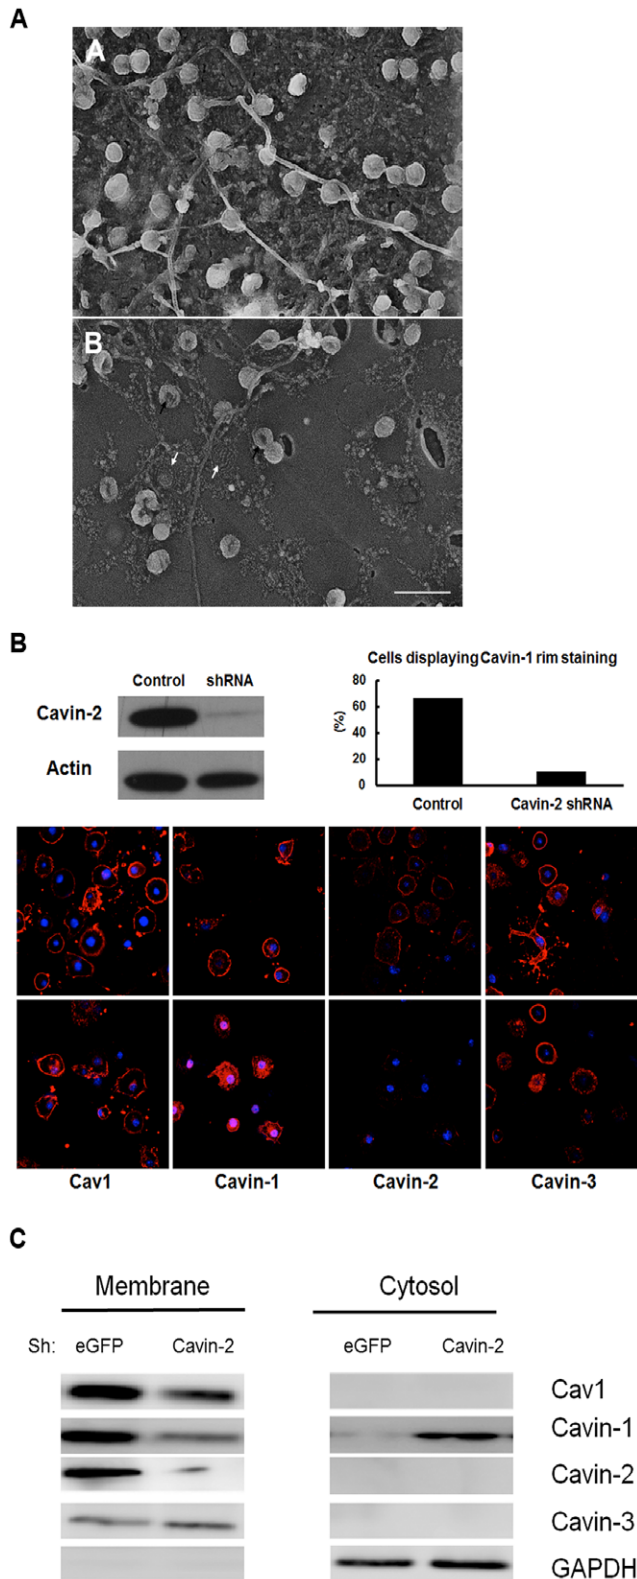 A
A
B
B
Control shRNA
Cavin-2
Actin
Cells displaying Cavin-1 rim staining
(%)
80
60
40
20
0
Control Cavin-2 shRNA
Cav1 Cavin-1 Cavin-2 Cavin-3
C
Membrane Cytosol
Sh: eGFP Cavin-2 eGFP Cavin-2
Cav1
Cavin-1
Cavin-2
Cavin-3
GAPDH